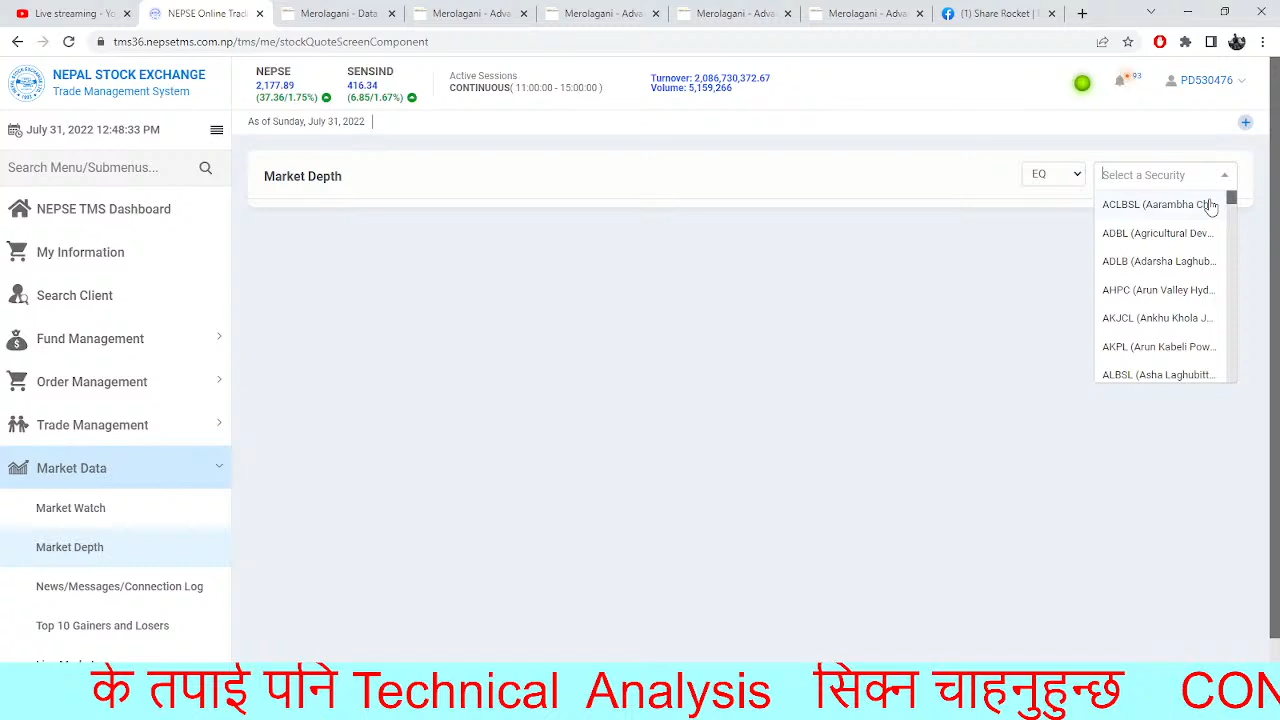 Live streaming - Yo
NEPSE Online Tradi
Merolagani - Data
Merolagani - Adva
Merolagani - Adva
Merolagani - Adva
Merolagani - Adva
(1) Share Rocket [
tms36.nepsetms.com.np/tms/me/stockQuoteScreenComponent
NEPAL STOCK EXCHANGE
Trade Management System
NEPSE
2,177.89
(37.36/1.75%)
SENSIND
416.34
(6.85/1.67%)
Active Sessions
CONTINUOUS( 11:00:00 - 15:00:00 )
Turnover: 2,086,730,372.67
Volume: 5,159,266
93
PD530476
July 31, 2022 12:48:33 PM
As of Sunday, July 31, 2022
Search Menu/Submenus...
NEPSE TMS Dashboard
My Information
Search Client
Fund Management
Order Management
Trade Management
Market Data
Market Watch
Market Depth
News/Messages/Connection Log
Top 10 Gainers and Losers
Market Depth
EQ
Select a Security
ACLBSL (Aarambha Ch
ADBL (Agricultural Dev...
ADLB (Adarsha Laghub...
AHPC (Arun Valley Hyd...
AKJCL (Ankhu Khola J...
AKPL (Arun Kabeli Pow...
ALBSL (Asha Laghubitt...
के तपाई पनि Technical Analysis सिक्न चाहनुहुन्छ CON